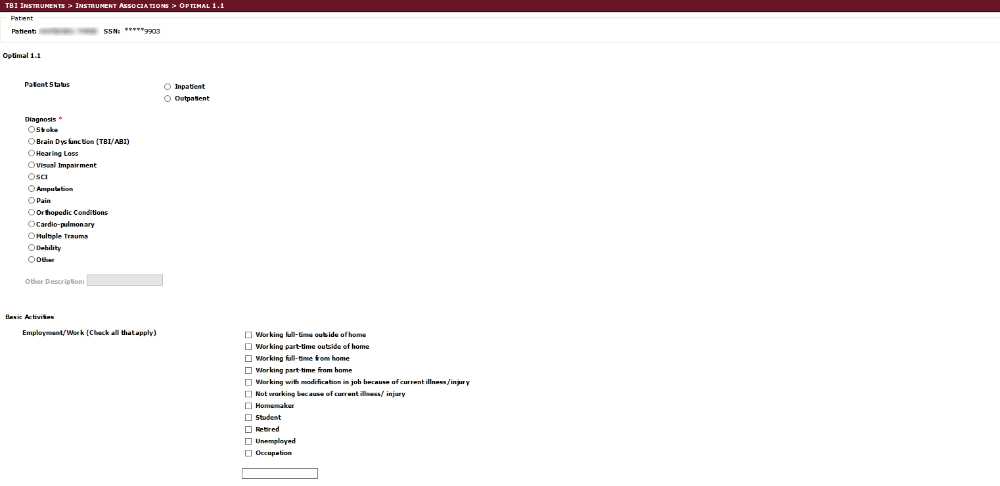 TBI INSTRUMENTS > INSTRUMENT ASSOCIATIONS > OPTIMAL 1.1
Patient
Patient: SSN: *****9903
Optimal 1.1
Patient Status
Inpatient
Outpatient
Diagnosis *
Stroke
Brain Dysfunction (TBI/ABI)
Hearing Loss
Visual Impairment
SCI
Amputation
Pain
Orthopedic Conditions
Cardio-pulmonary
Multiple Trauma
Debility
Other
Other Description:
Basic Activities
Employment/Work (Check all that apply)
Working full-time outside of home
Working part-time outside of home
Working full-time from home
Working part-time from home
Working with modification in job because of current illness/injury
Not working because of current illness/ injury
Homemaker
Student
Retired
Unemployed
Occupation